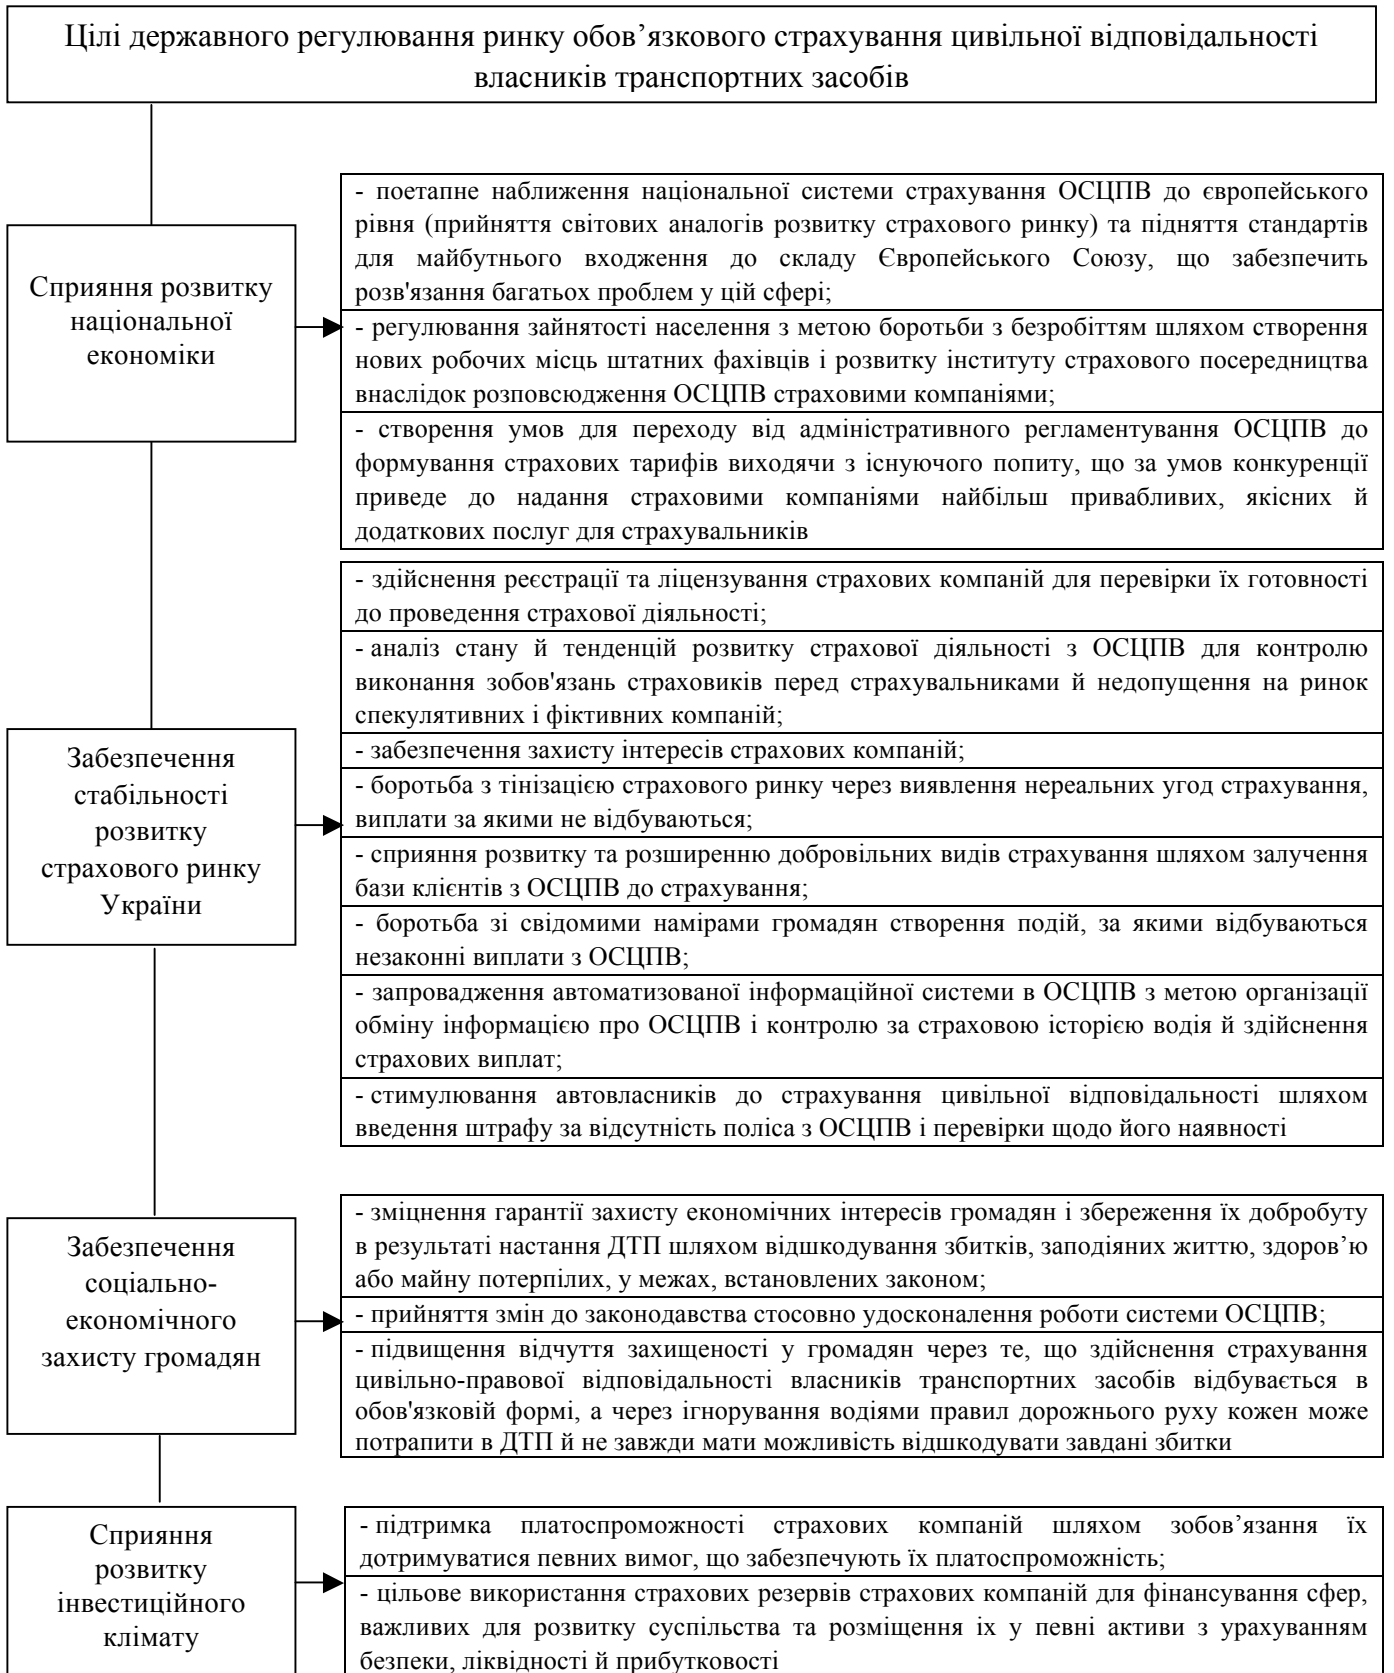 Цілі державного регулювання ринку обов’язкового страхування цивільної відповідальності
власників транспортних засобів
Сприяння розвитку
національної
економіки
- поетапне наближення національної системи страхування ОСЦПВ до європейського
рівня (прийняття світових аналогів розвитку страхового ринку) та підняття стандартів
для майбутнього входження до складу Європейського Союзу, що забезпечить
розв'язання багатьох проблем у цій сфері;
- регулювання зайнятості населення з метою боротьби з безробіттям шляхом створення
нових робочих місць штатних фахівців і розвитку інституту страхового посередництва
внаслідок розповсюдження ОСЦПВ страховими компаніями;
- створення умов для переходу від адміністративного регламентування ОСЦПВ до
формування страхових тарифів виходячи з існуючого попиту, що за умов конкуренції
приведе до надання страховими компаніями найбільш привабливих, якісних й
додаткових послуг для страхувальників
Забезпечення
стабільності
розвитку
страхового ринку
України
- здійснення реєстрації та ліцензування страхових компаній для перевірки їх готовності
до проведення страхової діяльності;
- аналіз стану й тенденцій розвитку страхової діяльності з ОСЦПВ для контролю
виконання зобов'язань страховиків перед страхувальниками й недопущення на ринок
спекулятивних і фіктивних компаній;
- забезпечення захисту інтересів страхових компаній;
- боротьба з тінізацією страхового ринку через виявлення нереальних угод страхування,
виплати за якими не відбуваються;
- сприяння розвитку та розширенню добровільних видів страхування шляхом залучення
бази клієнтів з ОСЦПВ до страхування;
- боротьба зі свідомими намірами громадян створення подій, за якими відбуваються
незаконні виплати з ОСЦПВ;
- запровадження автоматизованої інформаційної системи в ОСЦПВ з метою організації
обміну інформацією про ОСЦПВ і контролю за страховою історією водія й здійснення
страхових виплат;
- стимулювання автовласників до страхування цивільної відповідальності шляхом
введення штрафу за відсутність поліса з ОСЦПВ і перевірки щодо його наявності
Забезпечення
соціально-
економічного
захисту громадян
- зміцнення гарантії захисту економічних інтересів громадян і збереження їх добробуту
в результаті настання ДТП шляхом відшкодування збитків, заподіяних життю, здоров’ю
або майну потерпілих, у межах, встановлених законом;
- прийняття змін до законодавства стосовно удосконалення роботи системи ОСЦПВ;
- підвищення відчуття захищеності у громадян через те, що здійснення страхування
цивільно-правової відповідальності власників транспортних засобів відбувається в
обов'язковій формі, а через ігнорування водіями правил дорожнього руху кожен може
потрапити в ДТП й не завжди мати можливість відшкодувати завдані збитки
Сприяння
розвитку
інвестиційного
клімату
- підтримка платоспроможності страхових компаній шляхом зобов’язання їх
дотримуватися певних вимог, що забезпечують їх платоспроможність;
- цільове використання страхових резервів страхових компаній для фінансування сфер,
важливих для розвитку суспільства та розміщення їх у певні активи з урахуванням
безпеки, ліквідності й прибутковості